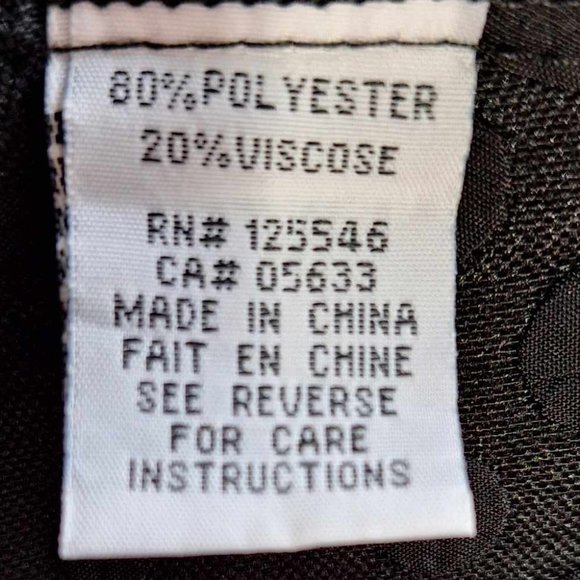 80%POLYESTER
20%VISCOSE
RN# 125546
CA# 05633
MADE IN CHINA
FAIT EN CHINE
SEE REVERSE
FOR CARE
INSTRUCTIONS